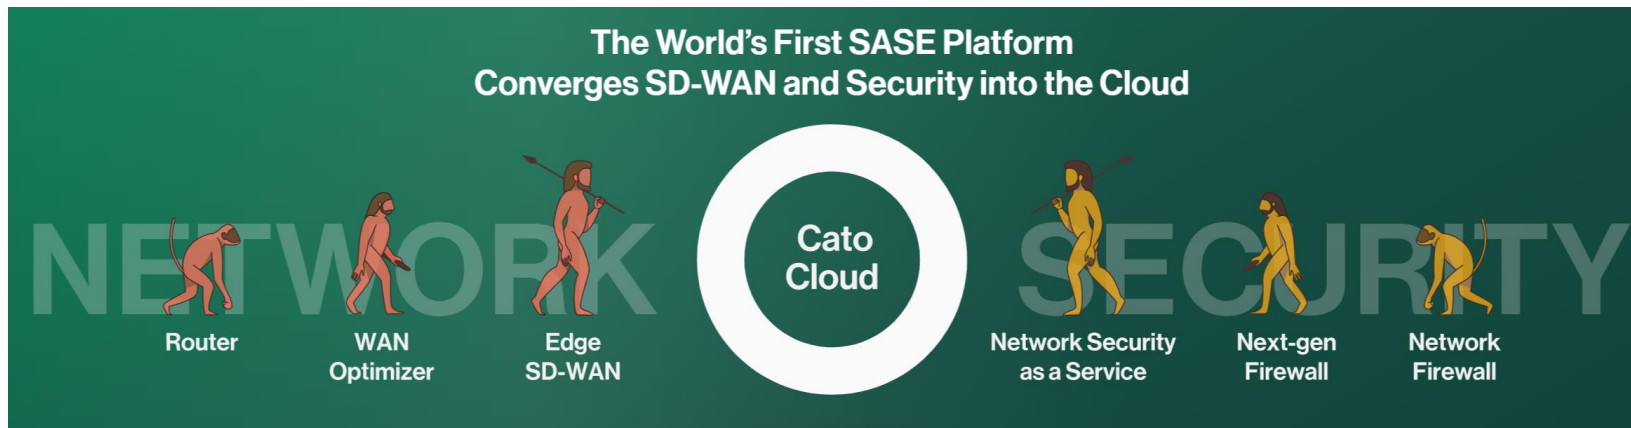 The World's First SASE Platform
Converges SD-WAN and Security into the Cloud
NETWORK
SECURITY
Cato
Cloud
Router
WAN
Optimizer
Edge
SD-WAN
Network Security
as a Service
Next-gen
Firewall
Network
Firewall